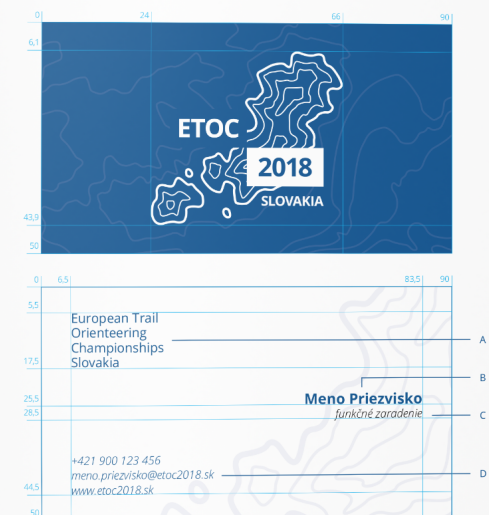 0 24 66 90
6,1
ETOC
2018
SLOVAKIA
43,9
50
0 6,5 83,5 90
5,5
European Trail
Orienteering
Championships
Slovakia
A
17,5
B
25,5
Meno Priezvisko
28,5
funkčné zaradenie
C
+421 900 123 456
meno.priezvisko@etoc2018.sk
D
44,5
www.etoc2018.sk
50